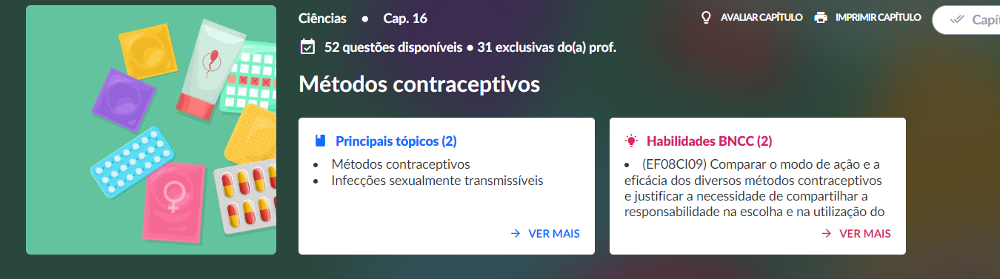 Ciências • Cap. 16
AVALIAR CAPÍTULO
IMPRIMIR CAPÍTULO
52 questões disponíveis • 31 exclusivas do(a) prof.
Métodos contraceptivos
Principais tópicos (2)
• Métodos contraceptivos
• Infecções sexualmente transmissíveis
VER MAIS
Habilidades BNCC (2)
• (EF08CI09) Comparar o modo de ação e a
eficácia dos diversos métodos contraceptivos
e justificar a necessidade de compartilhar a
responsabilidade na escolha e na utilização do
VER MAIS